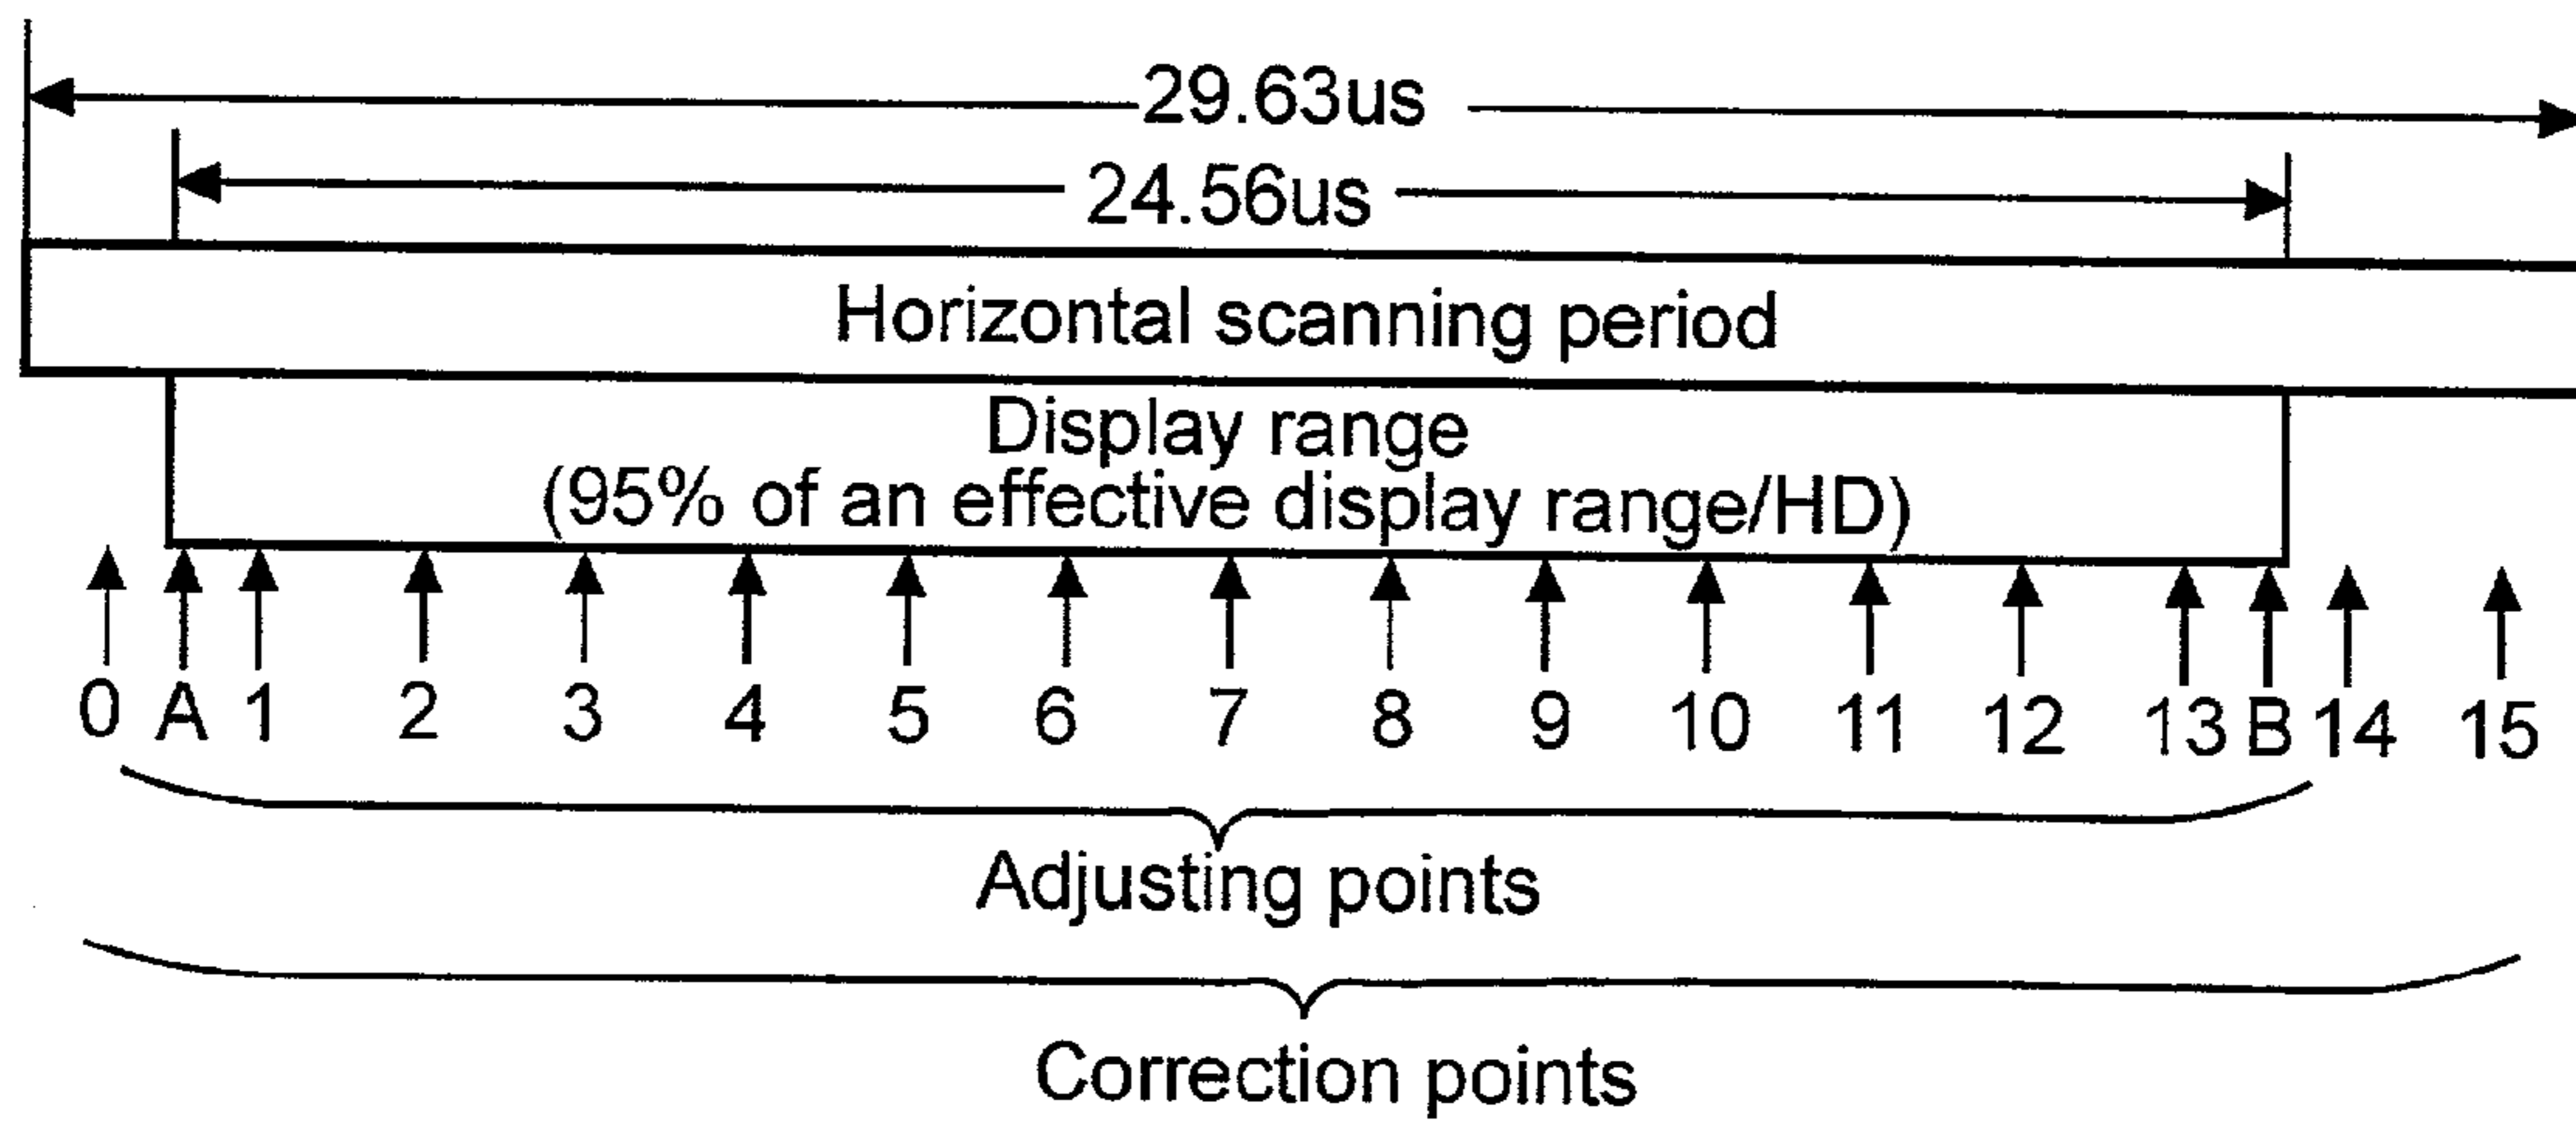 29.63us
24.56us
Horizontal scanning period
Display range
(95% of an effective display range/HD)
0 A 1 2 3 4 5 6 7 8 9 10 11 12 13 B 14 15
Adjusting points
Correction points